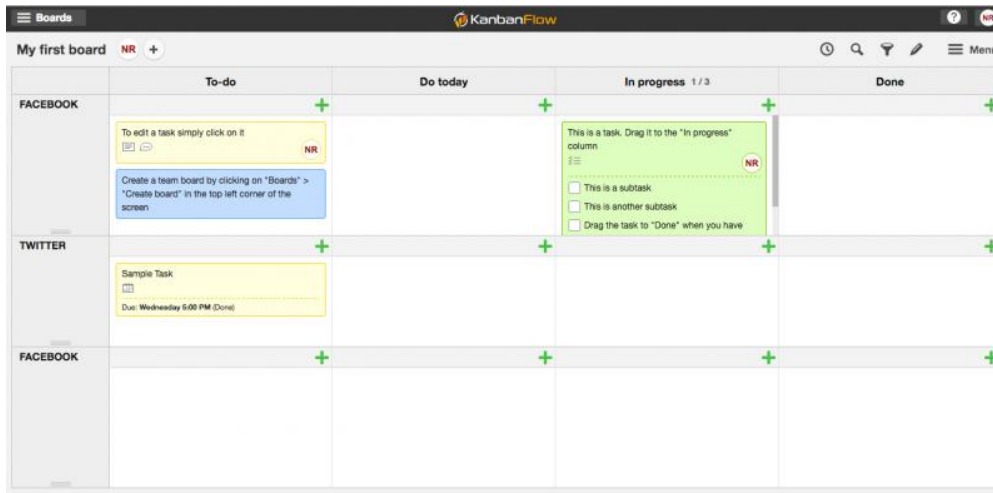 Boards
KanbanFlow
?
NR
My first board
NR
+
Menu
To-do
Do today
In progress 1 / 3
Done
FACEBOOK
To edit a task simply click on it
NR
Create a team board by clicking on "Boards" >
"Create board" in the top left corner of the
screen
This is a task. Drag it to the "In progress"
column
NR
This is a subtask
This is another subtask
Drag the task to "Done" when you have
TWITTER
Sample Task
Due: Wednesday 5:00 PM (Done)
FACEBOOK